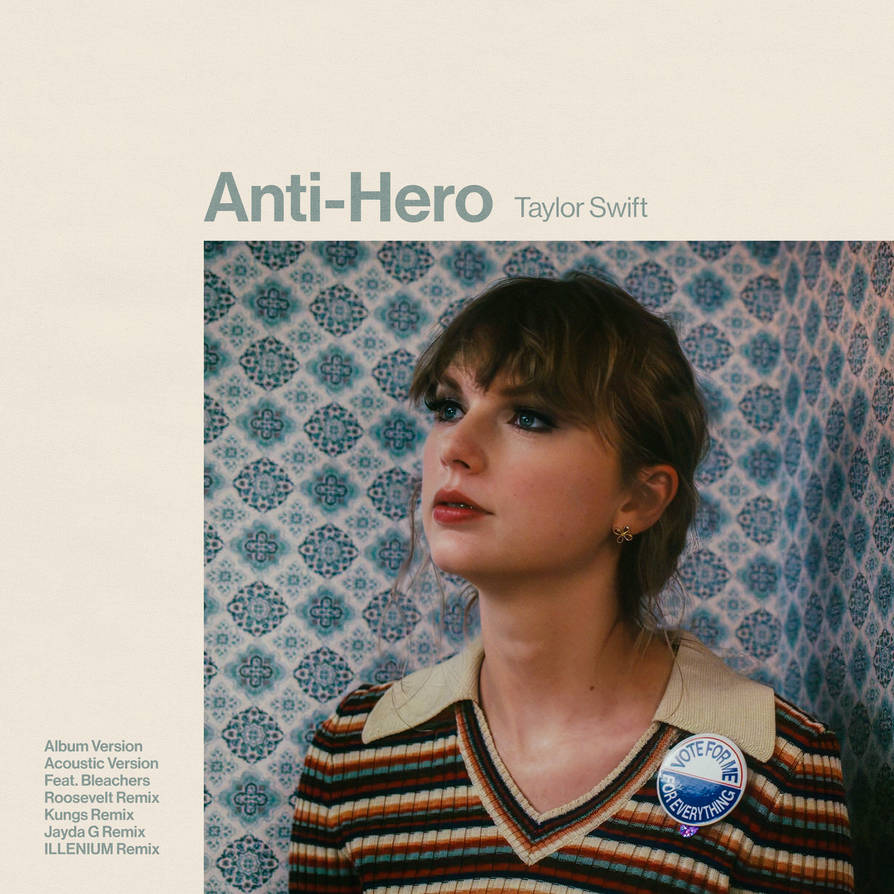 Anti-Hero Taylor Swift
VOTE FOR ME
FOR EVERYTHING
Album Version
Acoustic Version
Feat. Bleachers
Roosevelt Remix
Kungs Remix
Jayda G Remix
ILLENIUM Remix